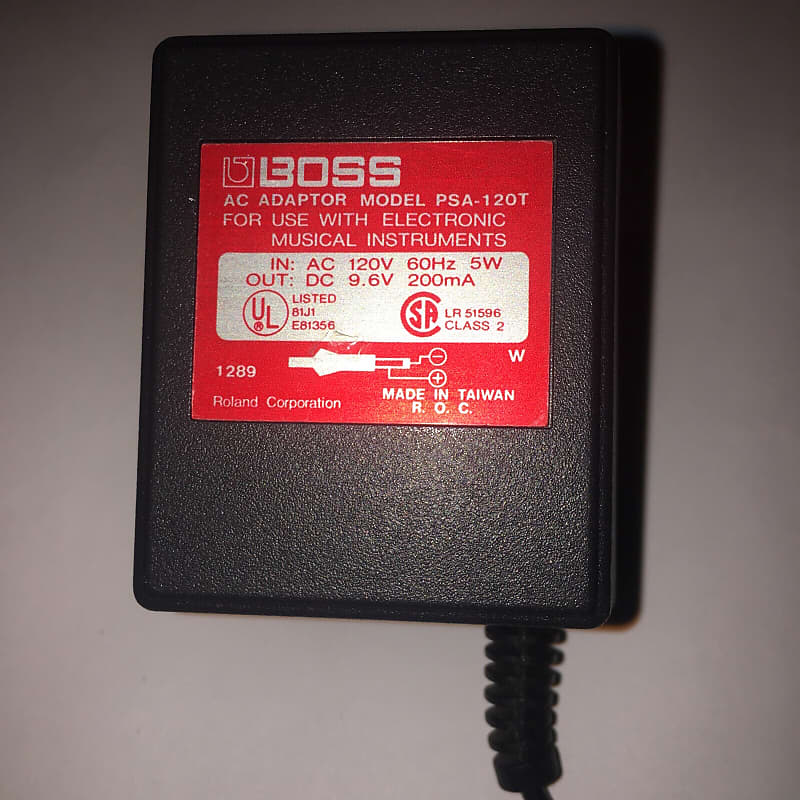 BOSS
AC ADAPTOR MODEL PSA-120T
FOR USE WITH ELECTRONIC
MUSICAL INSTRUMENTS
IN: AC 120V 60Hz 5W
OUT: DC 9.6V 200mA
UL ® LISTED
81J1
E81356
SA LR 51596
CLASS 2
W
1289
− 
+
MADE IN TAIWAN
R. O. C.
Roland Corporation